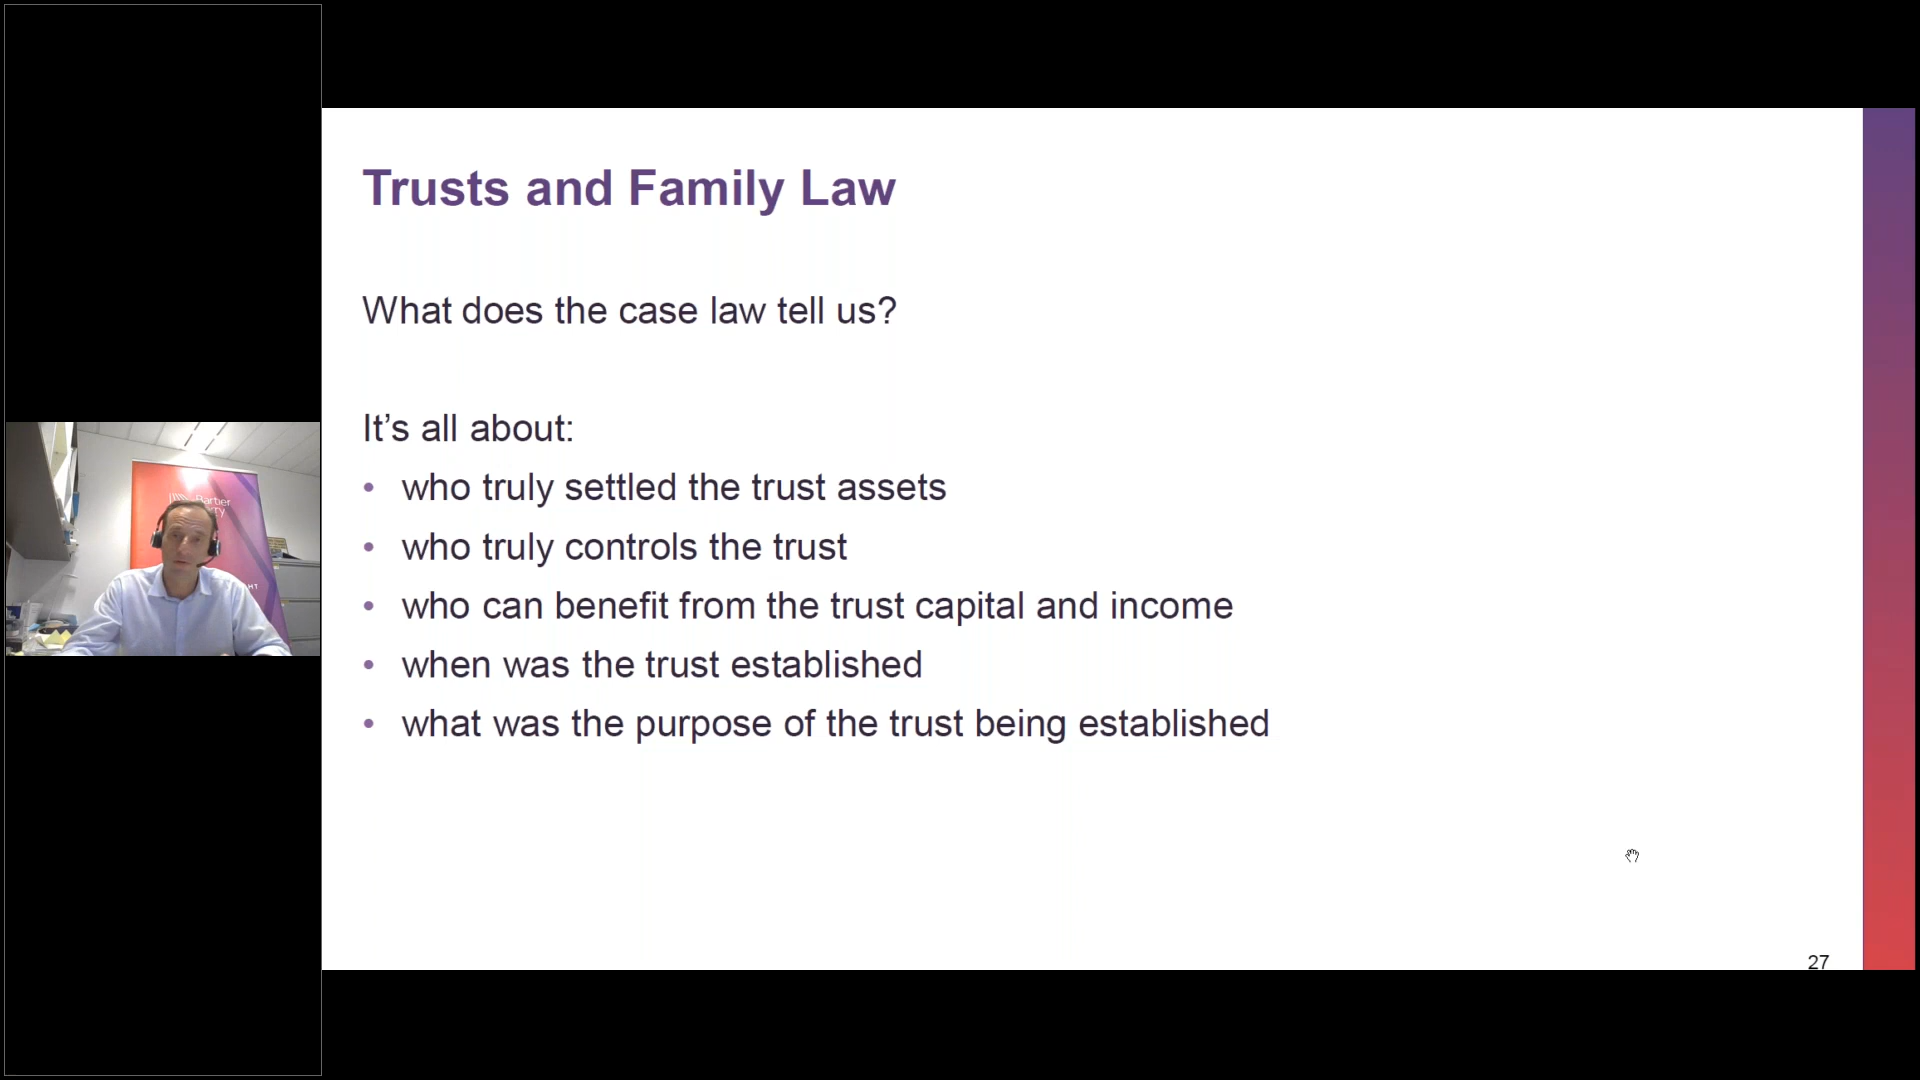 Trusts and Family Law
What does the case law tell us?
It’s all about:
• who truly settled the trust assets
• who truly controls the trust
• who can benefit from the trust capital and income
• when was the trust established
• what was the purpose of the trust being established
27